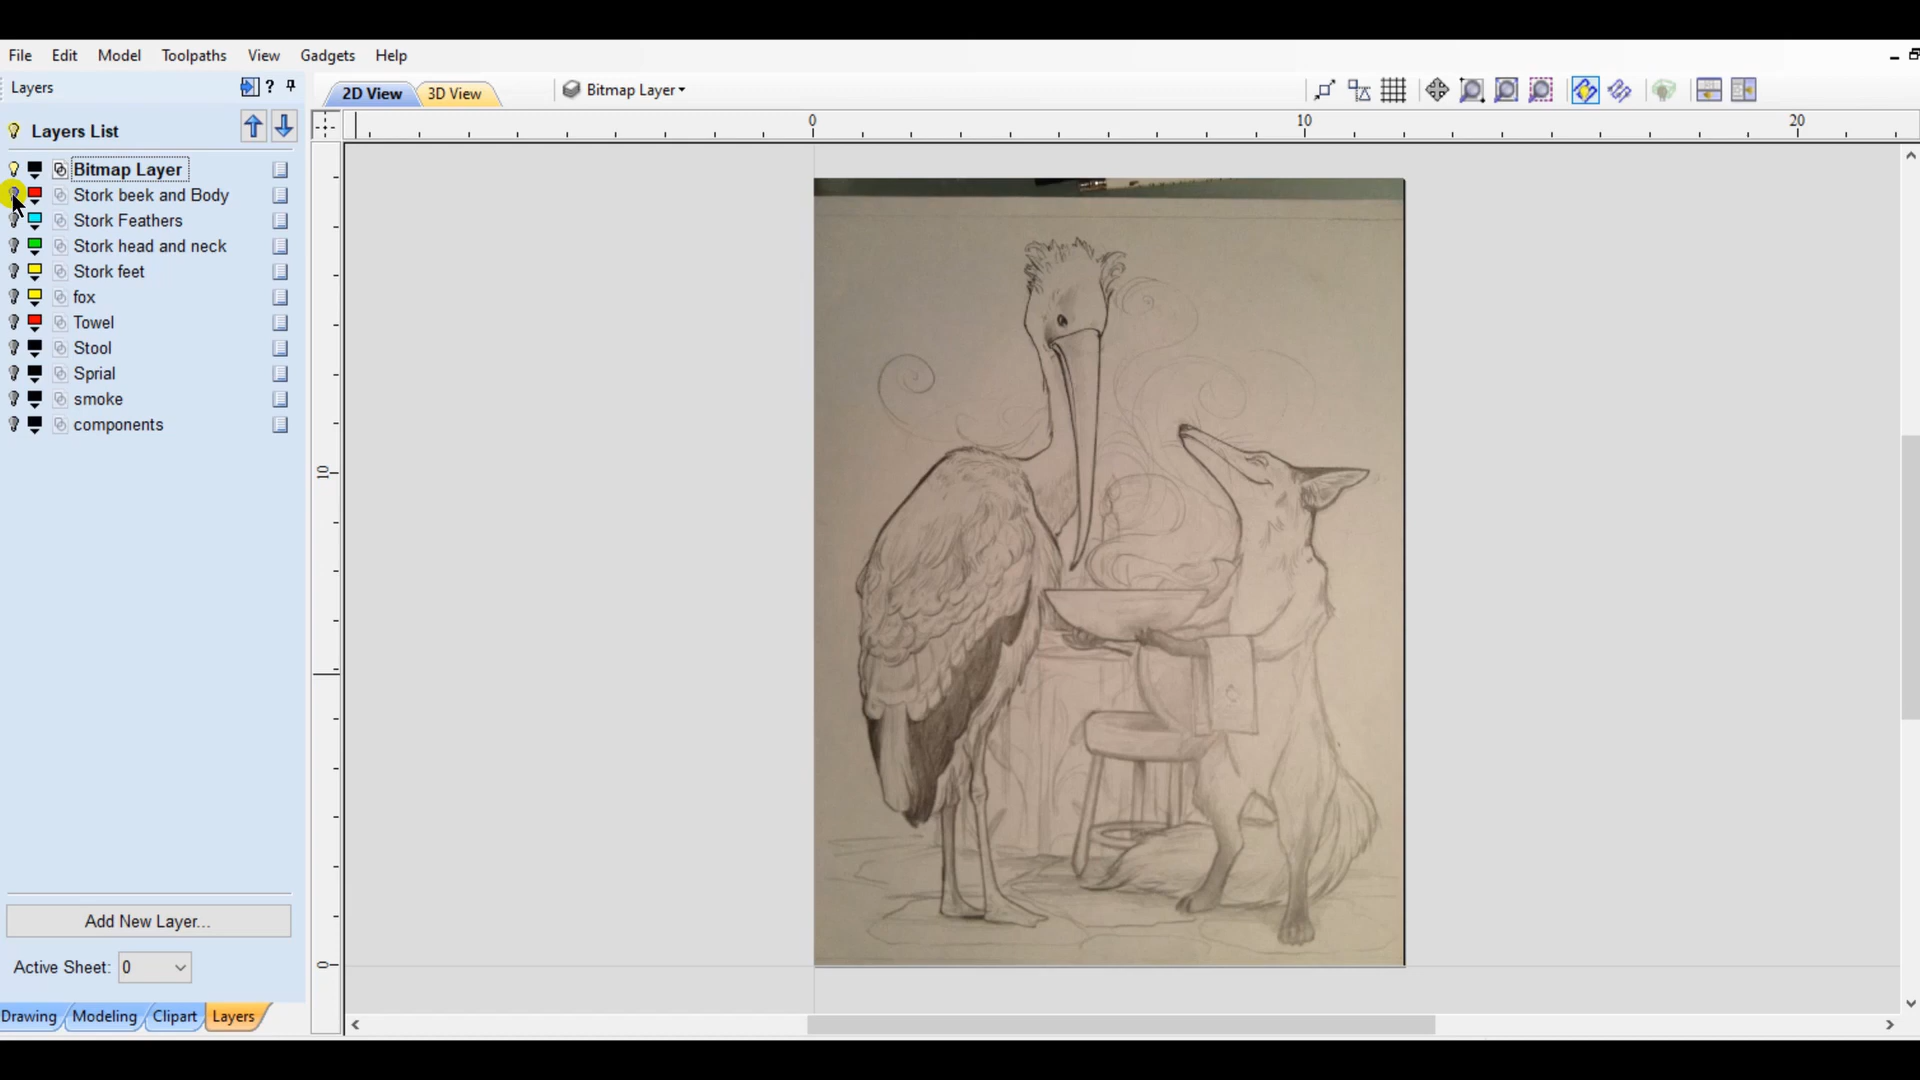 File Edit Model Toolpaths View Gadgets Help
Layers ?
2D View 3D View Bitmap Layer
Layers List
0 10 20
Bitmap Layer
Stork beek and Body
Stork Feathers
Stork head and neck
Stork feet
fox
Towel
Stool
Sprial
smoke
components
10
0
Add New Layer...
Active Sheet: 0
Drawing Modeling Clipart Layers